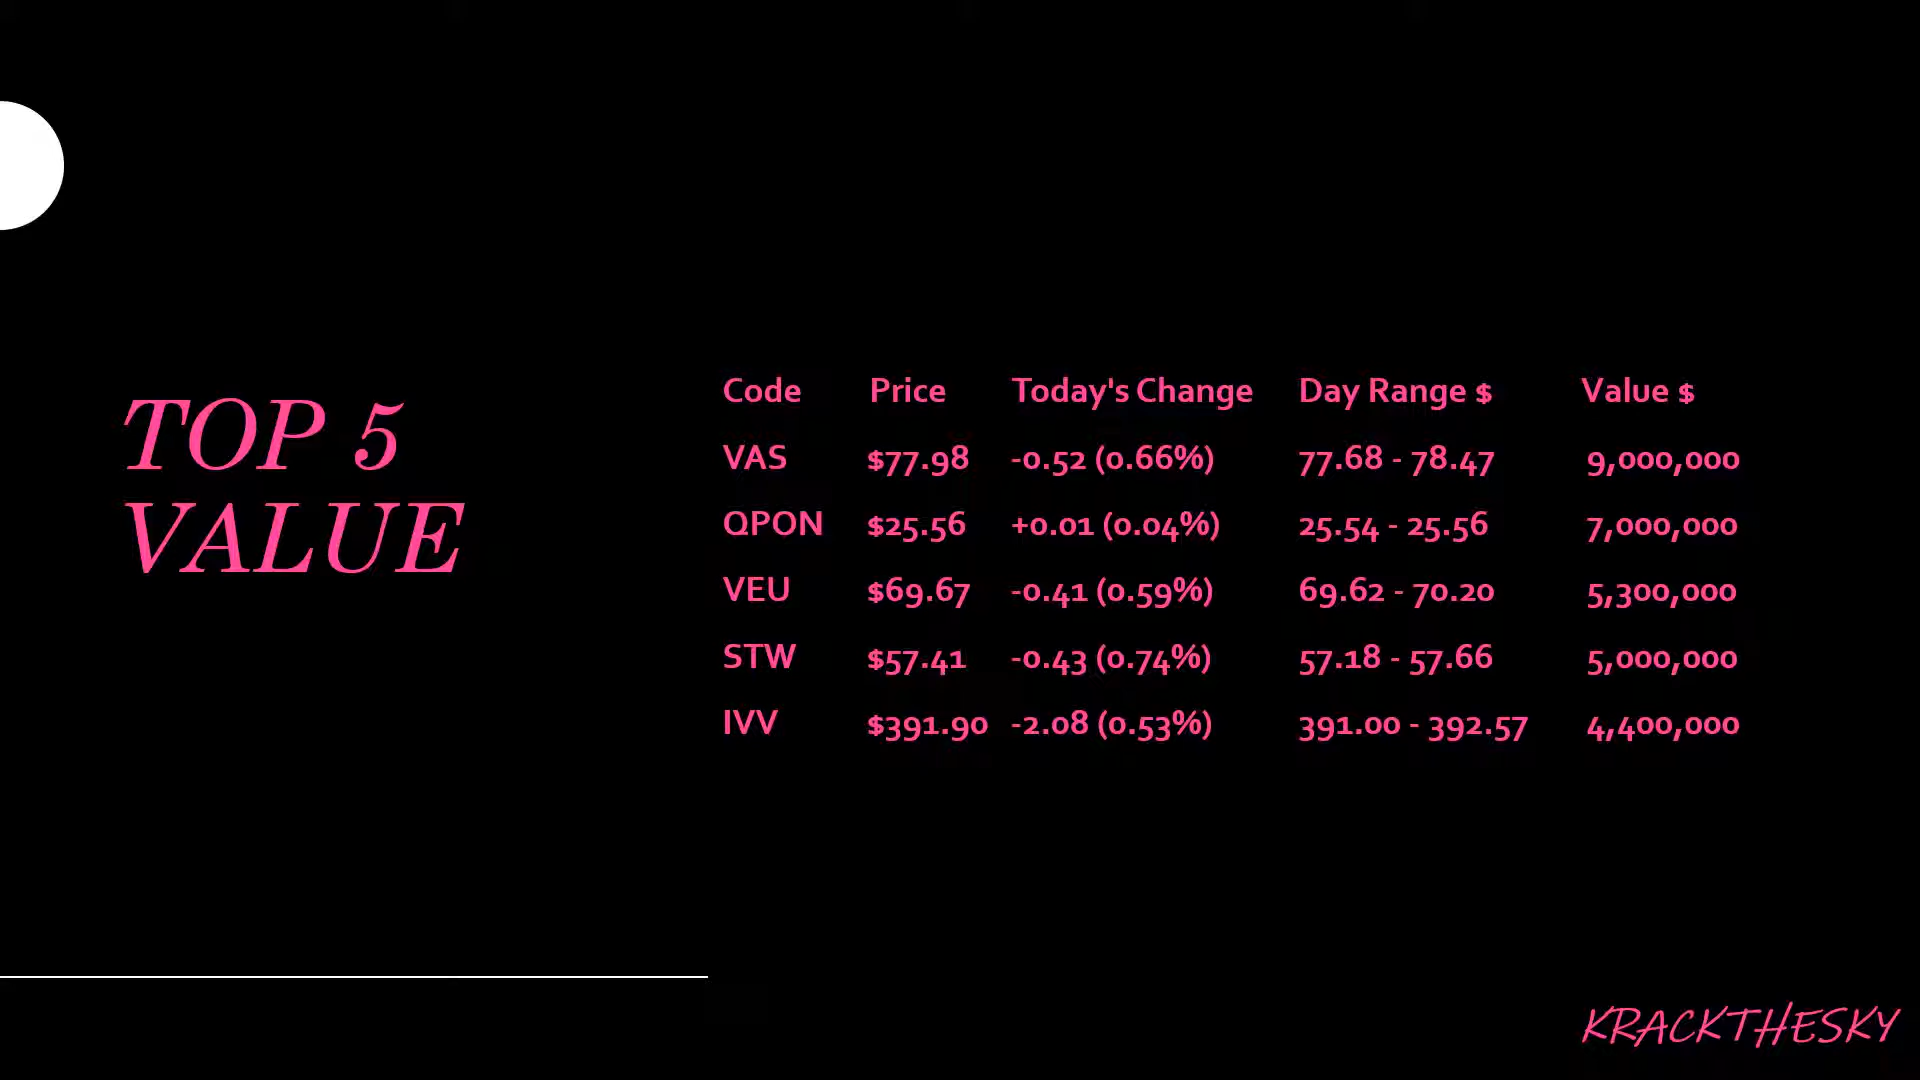 TOP 5
VALUE
Code Price Today's Change Day Range $ Value $
VAS $77.98 -0.52 (0.66%) 77.68 - 78.47 9,000,000
QPON $25.56 +0.01 (0.04%) 25.54 - 25.56 7,000,000
VEU $69.67 -0.41 (0.59%) 69.62 - 70.20 5,300,000
STW $57.41 -0.43 (0.74%) 57.18 - 57.66 5,000,000
IVV $391.90 -2.08 (0.53%) 391.00 - 392.57 4,400,000
KRACKTHESKY